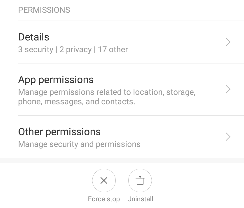 PERMISSIONS
Details
3 security | 2 privacy | 17 other
App permissions
Manage permissions related to location, storage,
phone, messages, and contacts.
Other permissions
Manage security and permissions
Force stop
Uninstall